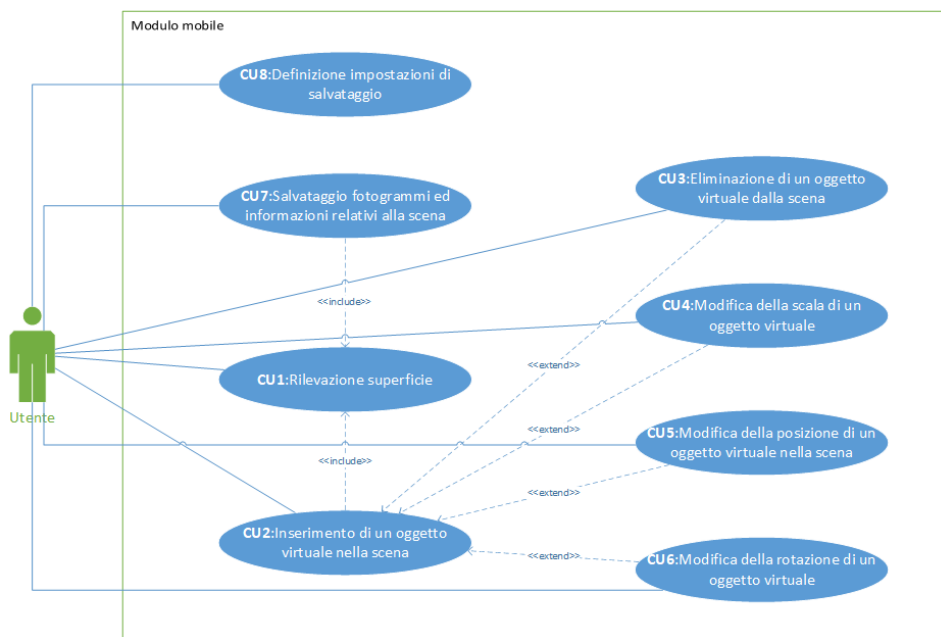 Modulo mobile
CU8:Definizione impostazioni di
salvataggio
CU7:Salvataggio fotogrammi ed
informazioni relativi alla scena
CU3:Eliminazione di un oggetto
virtuale dalla scena
<<include>>
CU4:Modifica della scala di un
oggetto virtuale
<<extend>>
CU1:Rilevazione superficie
Utente
<<extend>>
CU5:Modifica della posizione di un
oggetto virtuale nella scena
<<include>>
<<extend>>
CU2:Inserimento di un oggetto
virtuale nella scena
<<extend>>
CU6:Modifica della rotazione di un
oggetto virtuale